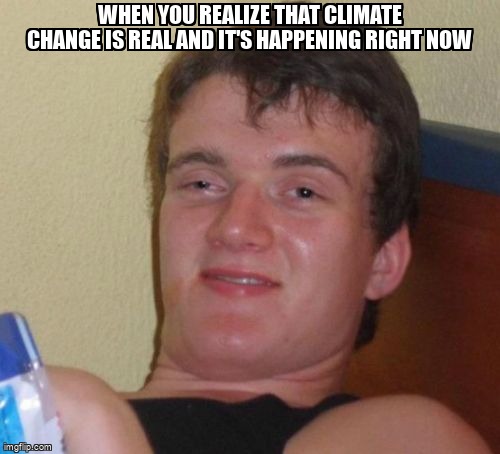 WHEN YOU REALIZE THAT CLIMATE
CHANGE IS REAL AND IT'S HAPPENING RIGHT NOW
imgflip.com